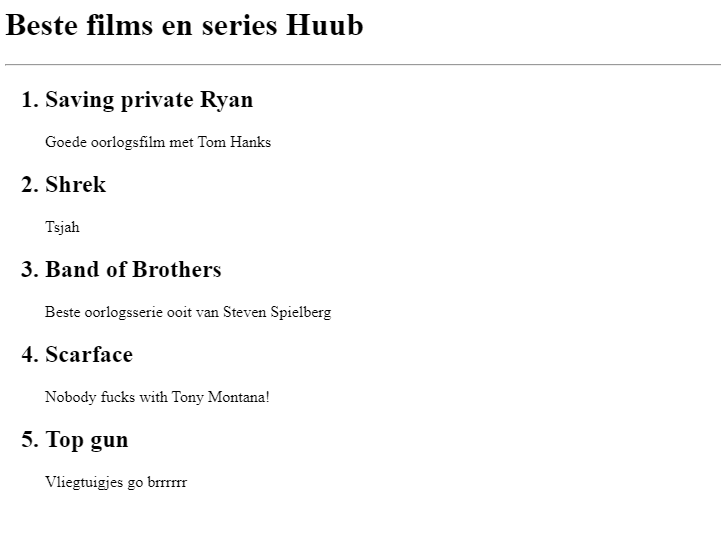 Beste films en series Huub
1. Saving private Ryan
Goede oorlogsfilm met Tom Hanks
2. Shrek
Tsjah
3. Band of Brothers
Beste oorlogsserie ooit van Steven Spielberg
4. Scarface
Nobody fucks with Tony Montana!
5. Top gun
Vliegtuigjes go brrrrrr